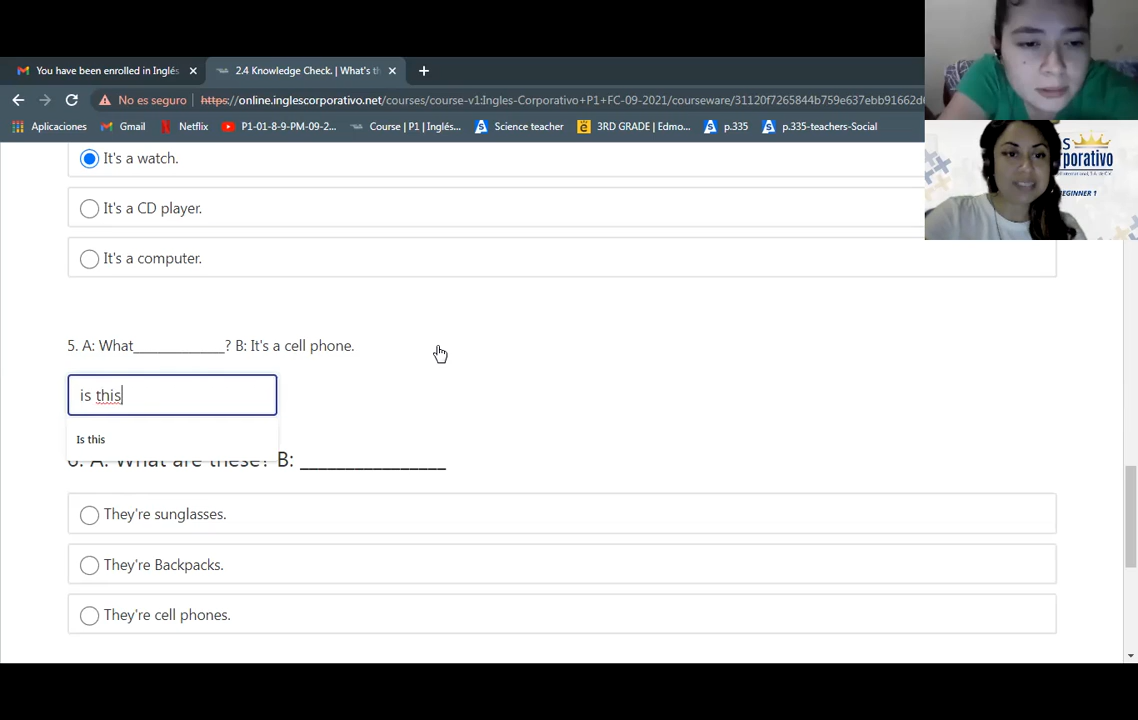 You have been enrolled in Inglés
2.4 Knowledge Check. | What's th
No es seguro
https://online.inglescorporativo.net/courses/course-v1:Ingles-Corporativo+P1+FC-09-2021/courseware/31120f7265844b759e637ebb91662d
Aplicaciones
Gmail
Netflix
P1-01-8-9-PM-09-2...
Course | P1 | Inglés...
Science teacher
3RD GRADE | Edmo...
p.335
p.335-teachers-Social
It's a watch.
It's a CD player.
It's a computer.
5. A: What____________? B: It's a cell phone.
is this
Is this
6. A: What are these? B: _______________
They're sunglasses.
They're Backpacks.
They're cell phones.
porativo
EGINNER 1